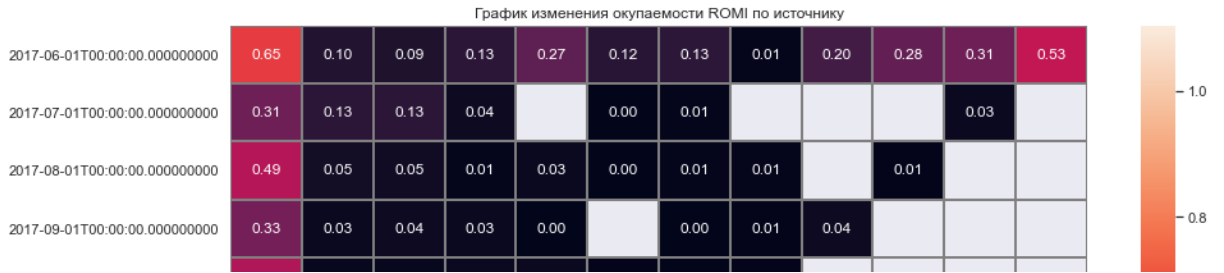 График изменения окупаемости ROMI по источнику
2017-06-01T00:00:00.000000000 0.65 0.10 0.09 0.13 0.27 0.12 0.13 0.01 0.20 0.28 0.31 0.53
1.0
2017-07-01T00:00:00.000000000 0.31 0.13 0.13 0.04 0.00 0.01 0.03
2017-08-01T00:00:00.000000000 0.49 0.05 0.05 0.01 0.03 0.00 0.01 0.01 0.01
2017-09-01T00:00:00.000000000 0.33 0.03 0.04 0.03 0.00 0.00 0.01 0.04
0.8